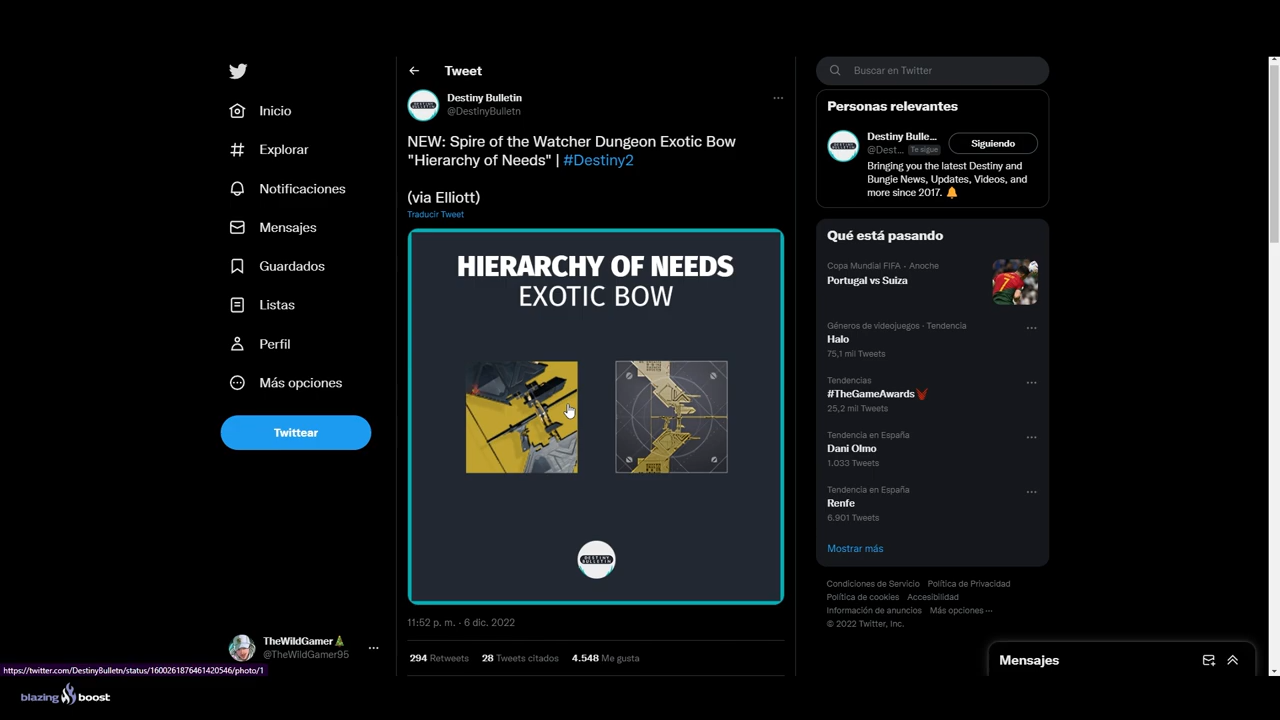 Inicio
Explorar
Notificaciones
Mensajes
Guardados
Listas
Perfil
Más opciones
Twittear
TheWildGamer
@TheWildGamer95
https://twitter.com/DestinyBulletn/status/1600261876461420546/photo/1
blazing boost
Tweet
Destiny Bulletin
@DestinyBulletn
NEW: Spire of the Watcher Dungeon Exotic Bow
"Hierarchy of Needs" | #Destiny2
(via Elliott)
Traducir Tweet
HIERARCHY OF NEEDS
EXOTIC BOW
DESTINY
BULLETIN
11:52 p. m. · 6 dic. 2022
294 Retweets 28 Tweets citados 4.548 Me gusta
Buscar en Twitter
Personas relevantes
Destiny Bulle...
@Dest... Te sigue
Siguiendo
Bringing you the latest Destiny and
Bungie News, Updates, Videos, and
more since 2017.
Qué está pasando
Copa Mundial FIFA · Anoche
Portugal vs Suiza
Géneros de videojuegos · Tendencia
Halo
75,1 mil Tweets
Tendencias
#TheGameAwards
25,2 mil Tweets
Tendencia en España
Dani Olmo
1.033 Tweets
Tendencia en España
Renfe
6.901 Tweets
Mostrar más
Condiciones de Servicio Política de Privacidad
Política de cookies Accesibilidad
Información de anuncios Más opciones ···
© 2022 Twitter, Inc.
Mensajes